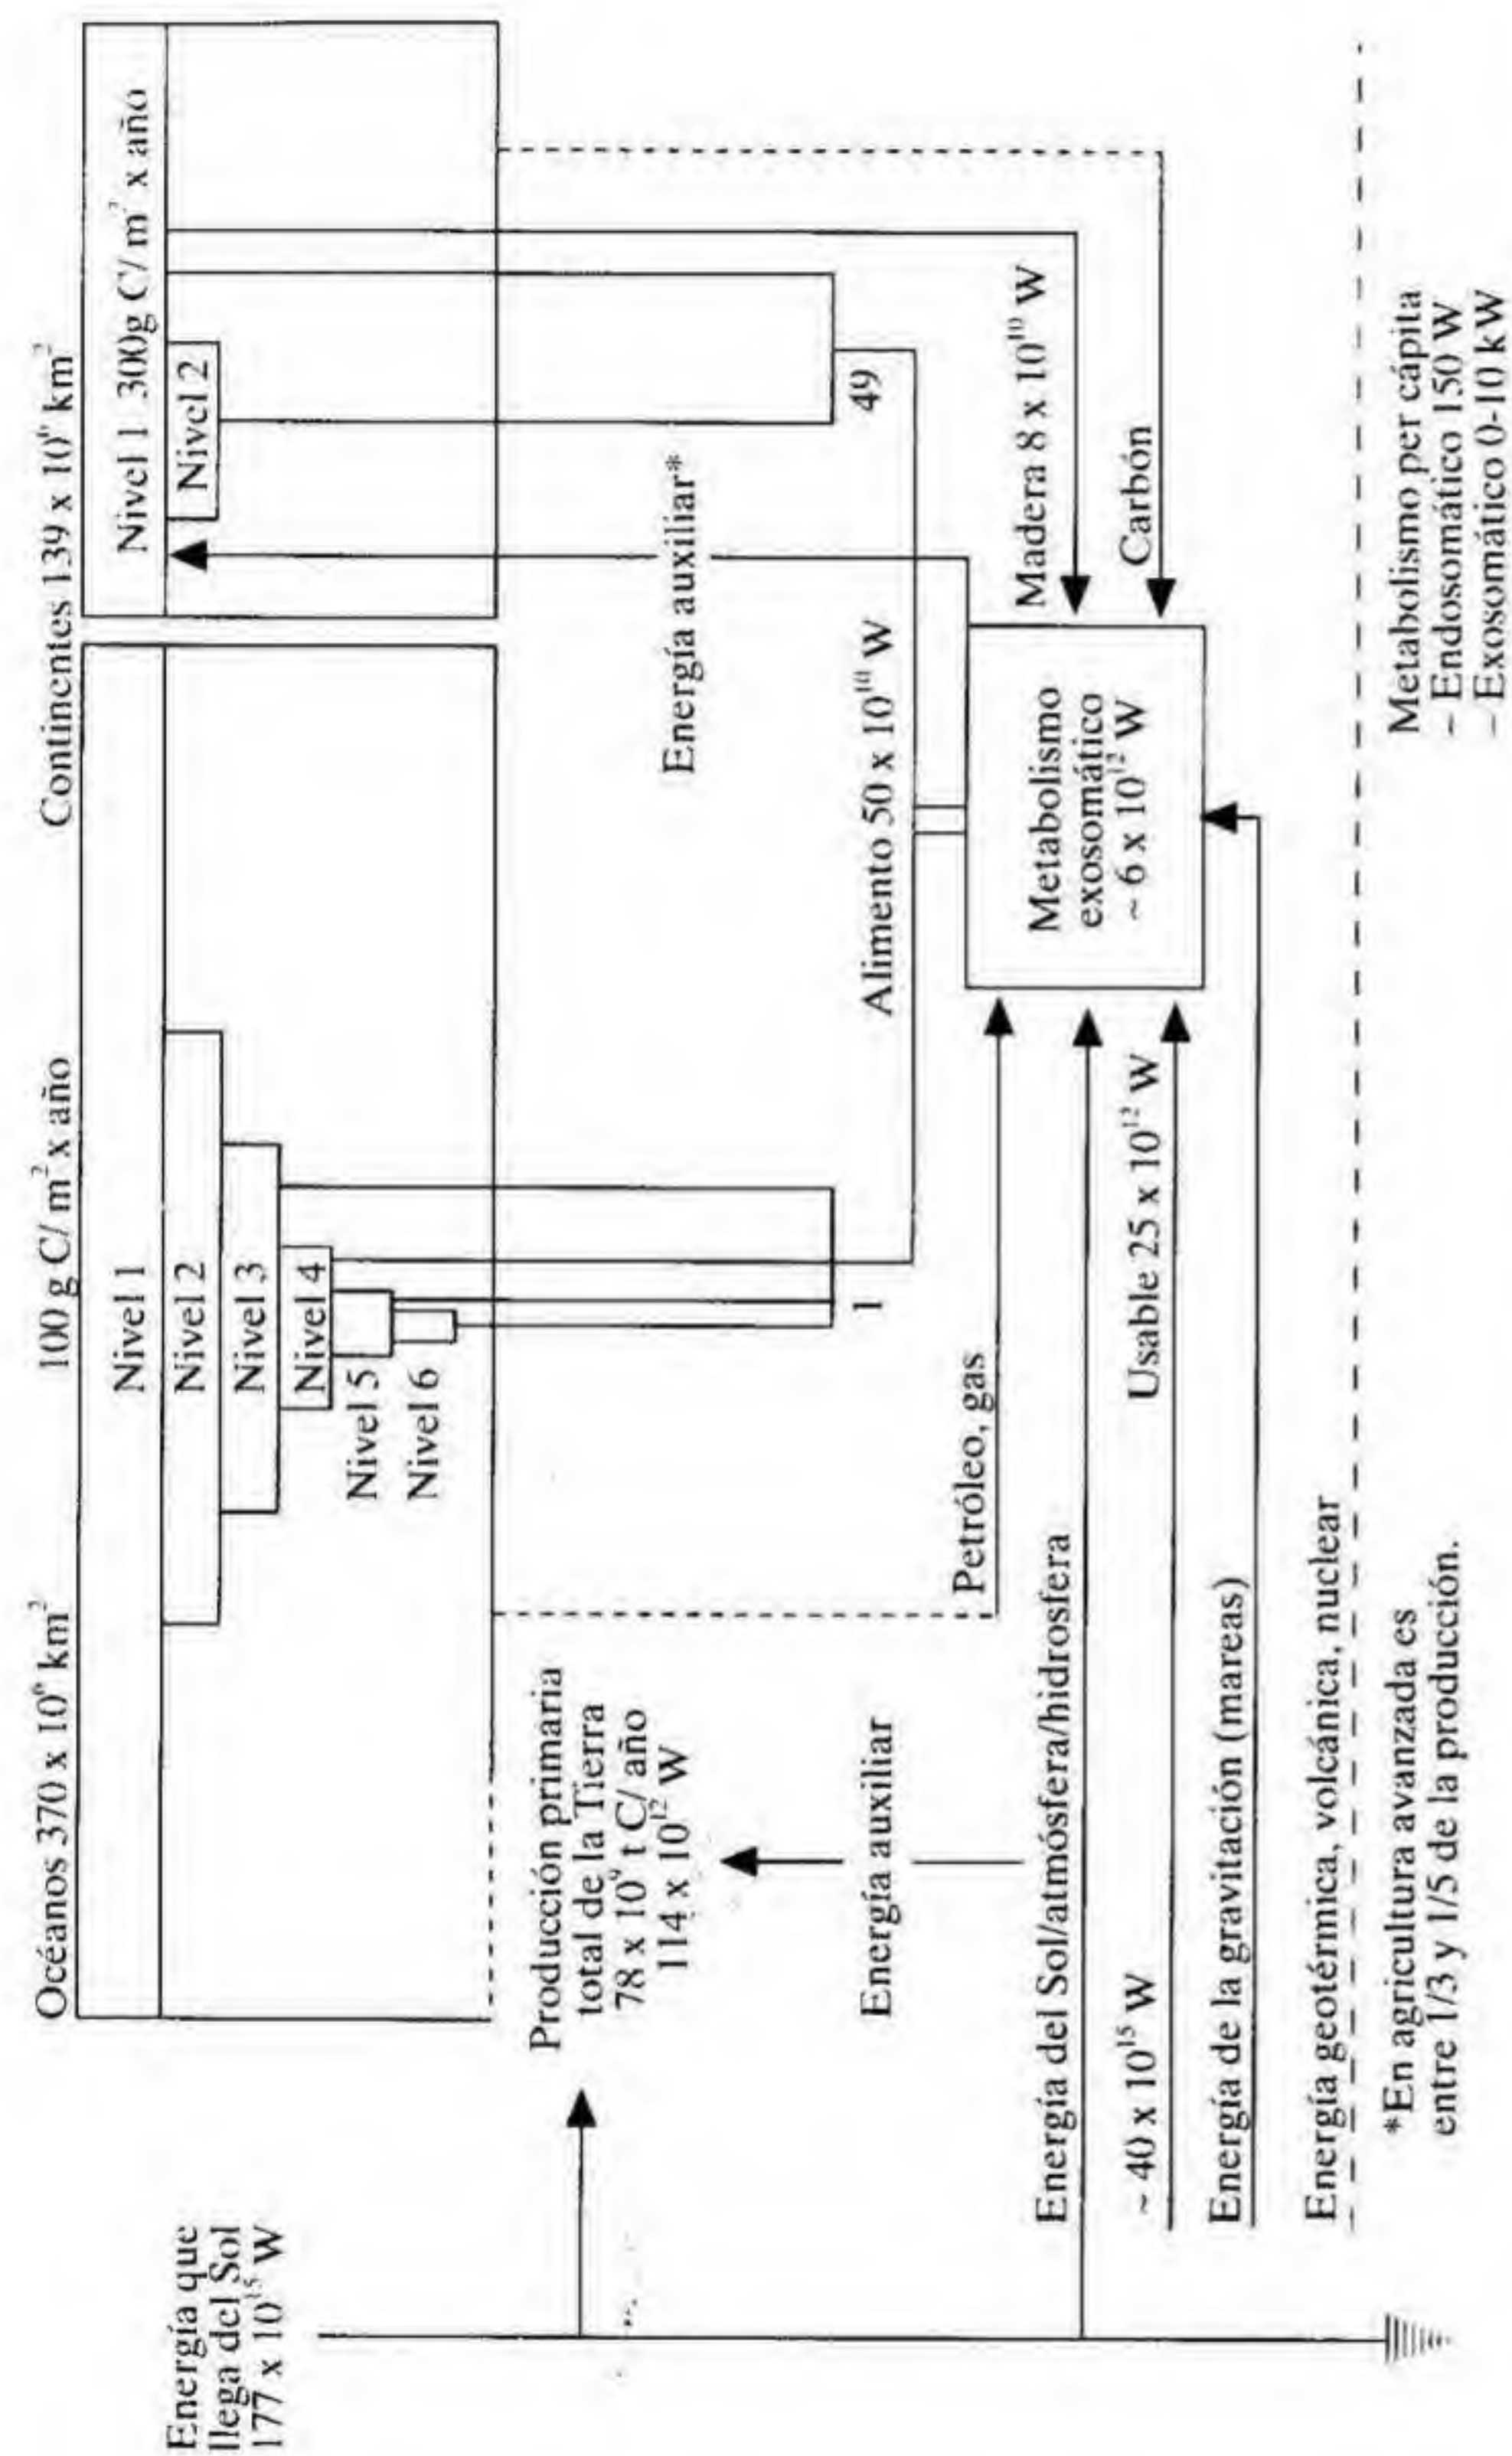 Energía que
llega del Sol
177 x 10¹⁵ W
Océanos 370 x 10⁶ km²
100 g C/ m² x año
Continentes 139 x 10⁶ km²
Nivel 1
Nivel 2
Nivel 3
Nivel 4
Nivel 5
Nivel 6
Nivel 1 300g C/ m² x año
Nivel 2
Producción primaria
total de la Tierra
78 x 10⁹ t C/ año
114 x 10¹² W
Energía auxiliar
Energía auxiliar*
1
49
Alimento 50 x 10¹⁰ W
Petróleo, gas
Metabolismo
exosomático
~ 6 x 10¹² W
Madera 8 x 10¹⁰ W
Carbón
Energía del Sol/atmósfera/hidrosfera
~ 40 x 10¹⁵ W
Usable 25 x 10¹² W
Energía de la gravitación (mareas)
Energía geotérmica, volcánica, nuclear
*En agricultura avanzada es
entre 1/3 y 1/5 de la producción.
Metabolismo per cápita
– Endosomático 150 W
– Exosomático 0-10 kW